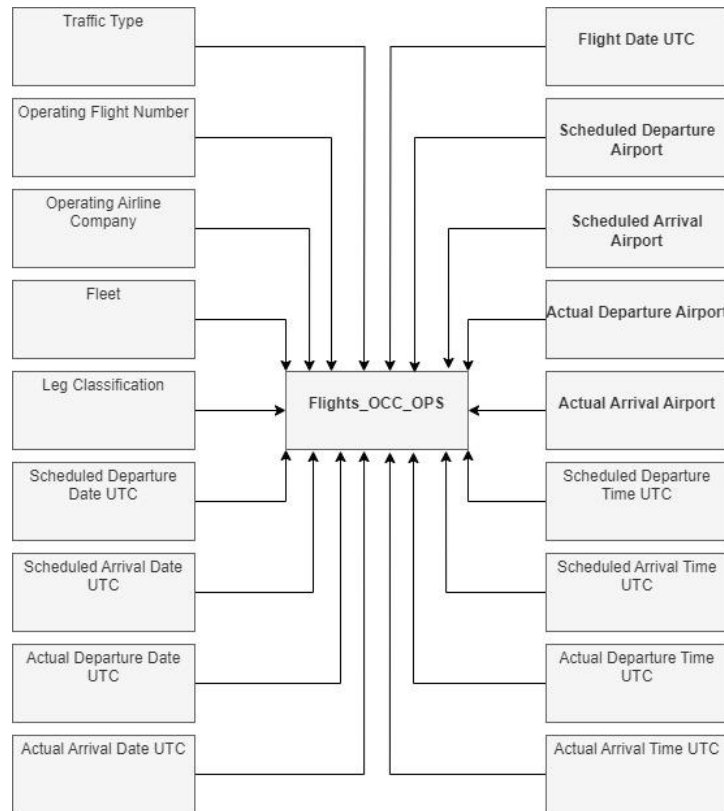 Traffic Type
Flight Date UTC
Operating Flight Number
Scheduled Departure
Airport
Operating Airline
Company
Scheduled Arrival
Airport
Fleet
Actual Departure Airport
Leg Classification
Flights_OCC_OPS
Actual Arrival Airport
Scheduled Departure
Date UTC
Scheduled Departure
Time UTC
Scheduled Arrival Date
UTC
Scheduled Arrival Time
UTC
Actual Departure Date
UTC
Actual Departure Time
UTC
Actual Arrival Date UTC
Actual Arrival Time UTC